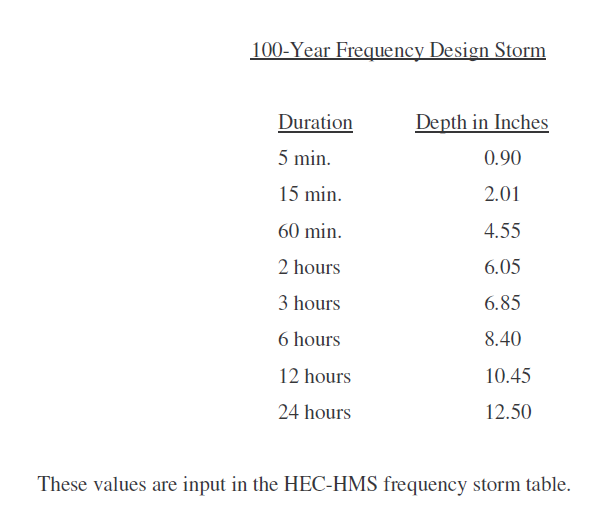 100-Year Frequency Design Storm
Duration Depth in Inches
5 min. 0.90
15 min. 2.01
60 min. 4.55
2 hours 6.05
3 hours 6.85
6 hours 8.40
12 hours 10.45
24 hours 12.50
These values are input in the HEC-HMS frequency storm table.